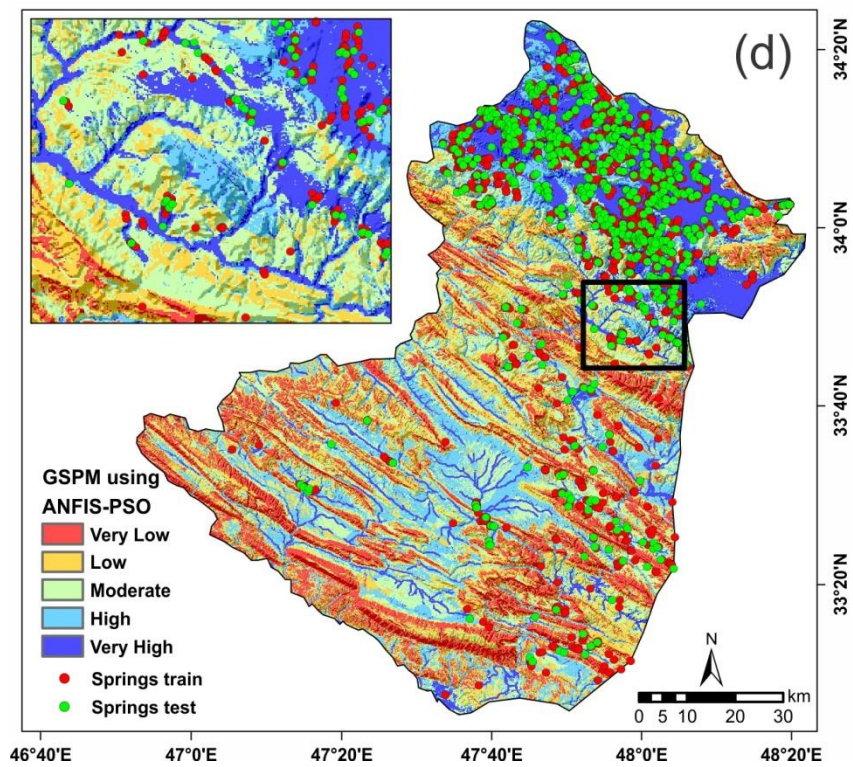 (d)
34°20'N
34°0'N
33°40'N
33°20'N
GSPM using
ANFIS-PSO
Very Low
Low
Moderate
High
Very High
Springs train
Springs test
N
km
0 5 10 20 30
46°40'E 47°0'E 47°20'E 47°40'E 48°0'E 48°20'E